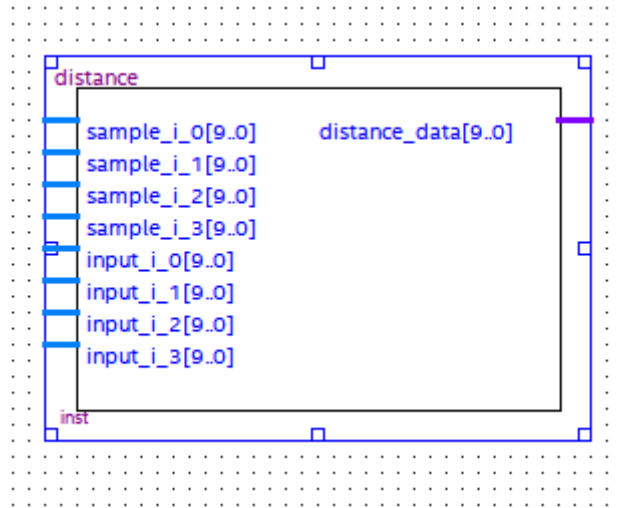 distance
sample_i_0[9..0] distance_data[9..0]
sample_i_1[9..0]
sample_i_2[9..0]
sample_i_3[9..0]
input_i_0[9..0]
input_i_1[9..0]
input_i_2[9..0]
input_i_3[9..0]
inst